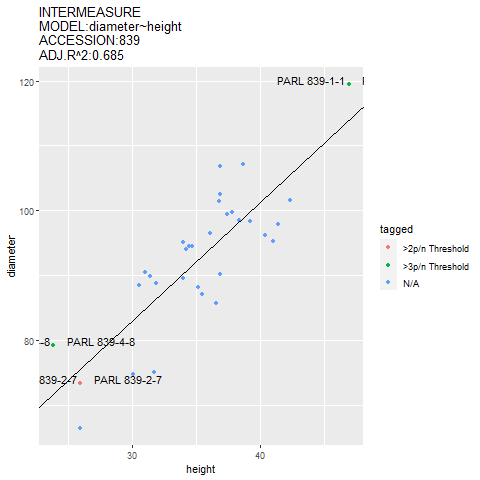 INTERMEASURE
MODEL:diameter~height
ACCESSION:839
ADJ.R^2:0.685
120
PARL 839-1-1
100
diameter
tagged
>2p/n Threshold
>3p/n Threshold
N/A
80
-8
PARL 839-4-8
839-2-7
PARL 839-2-7
30
40
height